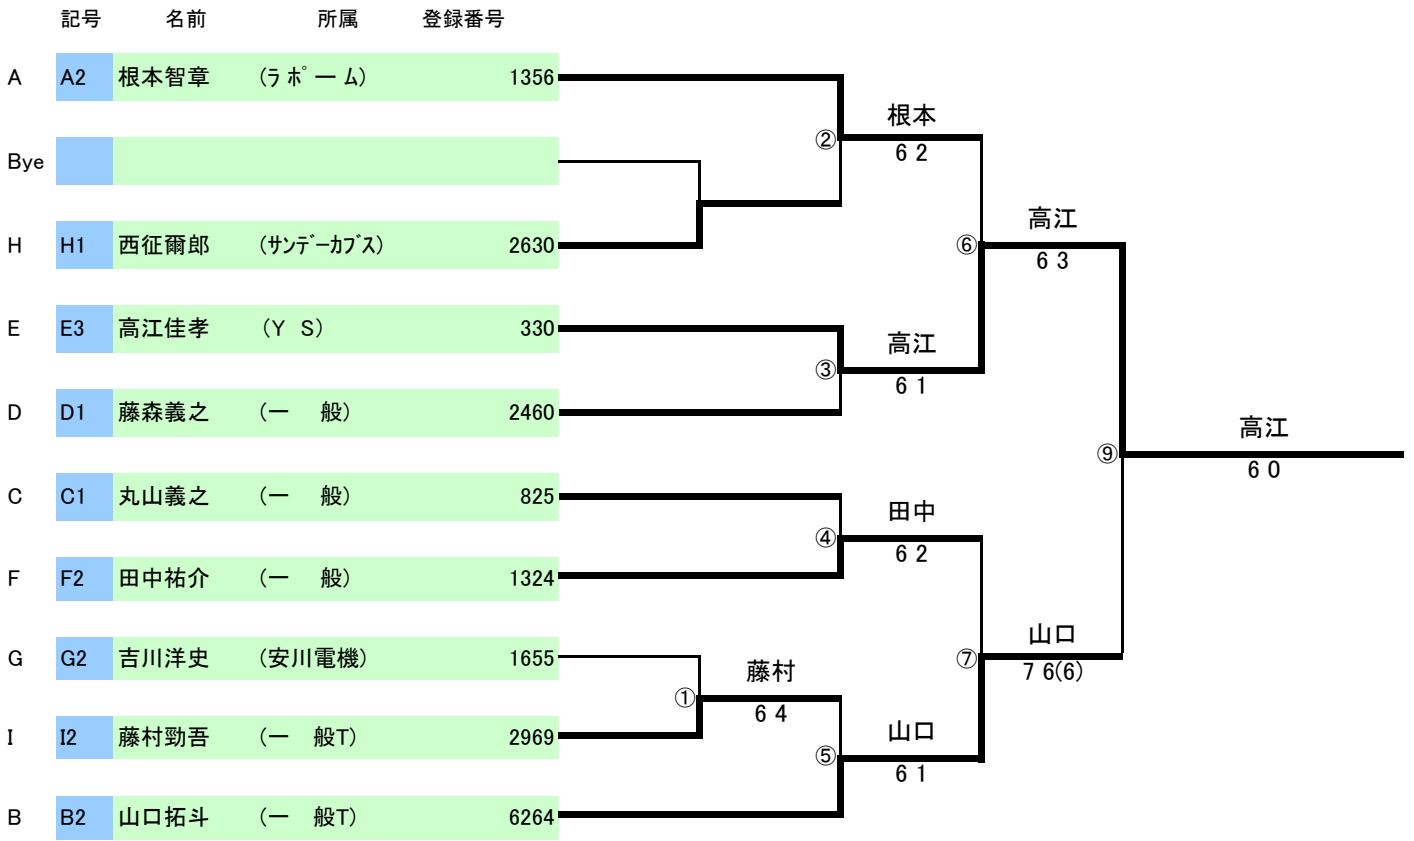 記号 名前 所属 登録番号
A A2 根本智章 (ラポーム) 1356
根本
② 6 2
Bye
高江
H H1 西征爾郎 (サンデーカブス) 2630
⑥ 6 3
E E3 高江佳孝 (Y S) 330
高江
③ 6 1
D D1 藤森義之 (一 般) 2460
高江
⑨ 6 0
C C1 丸山義之 (一 般) 825
田中
④ 6 2
F F2 田中祐介 (一 般) 1324
山口
G G2 吉川洋史 (安川電機) 1655
⑦ 7 6(6)
藤村
① 6 4
I I2 藤村勁吾 (一 般T) 2969
山口
⑤ 6 1
B B2 山口拓斗 (一 般T) 6264